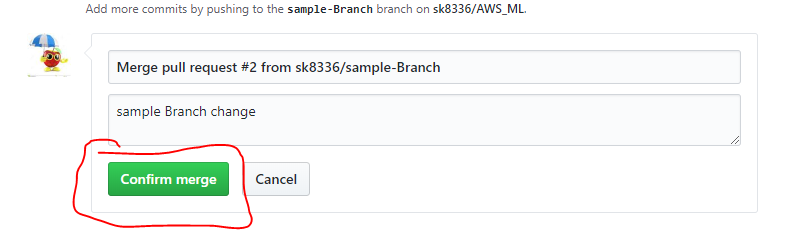 Add more commits by pushing to the sample-Branch branch on sk8336/AWS_ML.
Merge pull request #2 from sk8336/sample-Branch
sample Branch change
Confirm merge Cancel